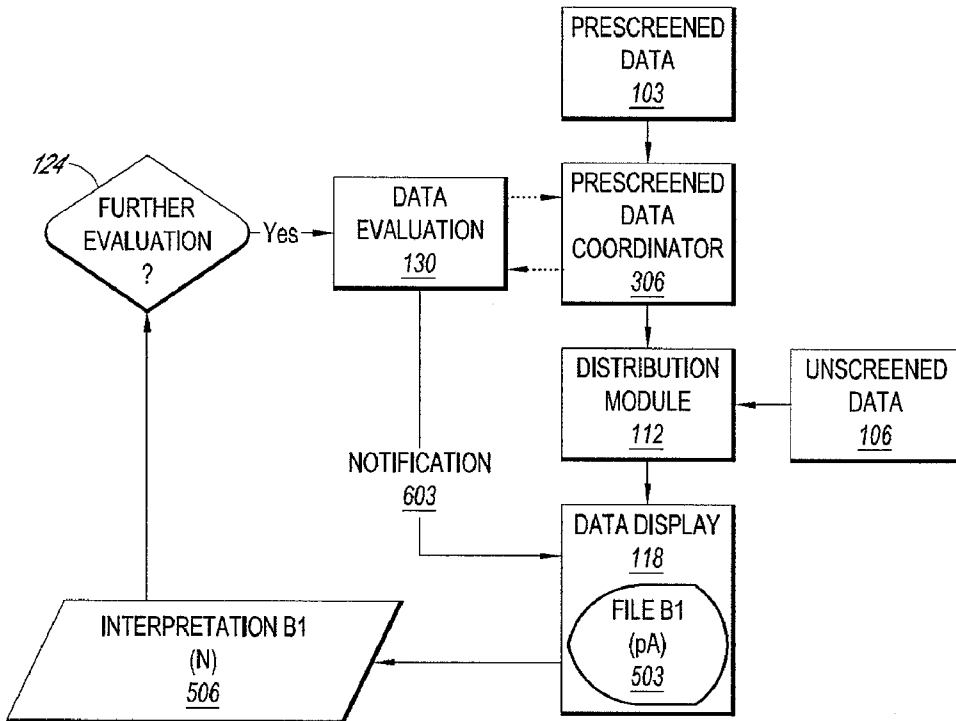 PRESCREENED
DATA
103
124
FURTHER
EVALUATION
?
Yes
DATA
EVALUATION
130
PRESCREENED
DATA
COORDINATOR
306
DISTRIBUTION
MODULE
112
UNSCREENED
DATA
106
NOTIFICATION
603
DATA DISPLAY
118
FILE B1
(pA)
503
INTERPRETATION B1
(N)
506